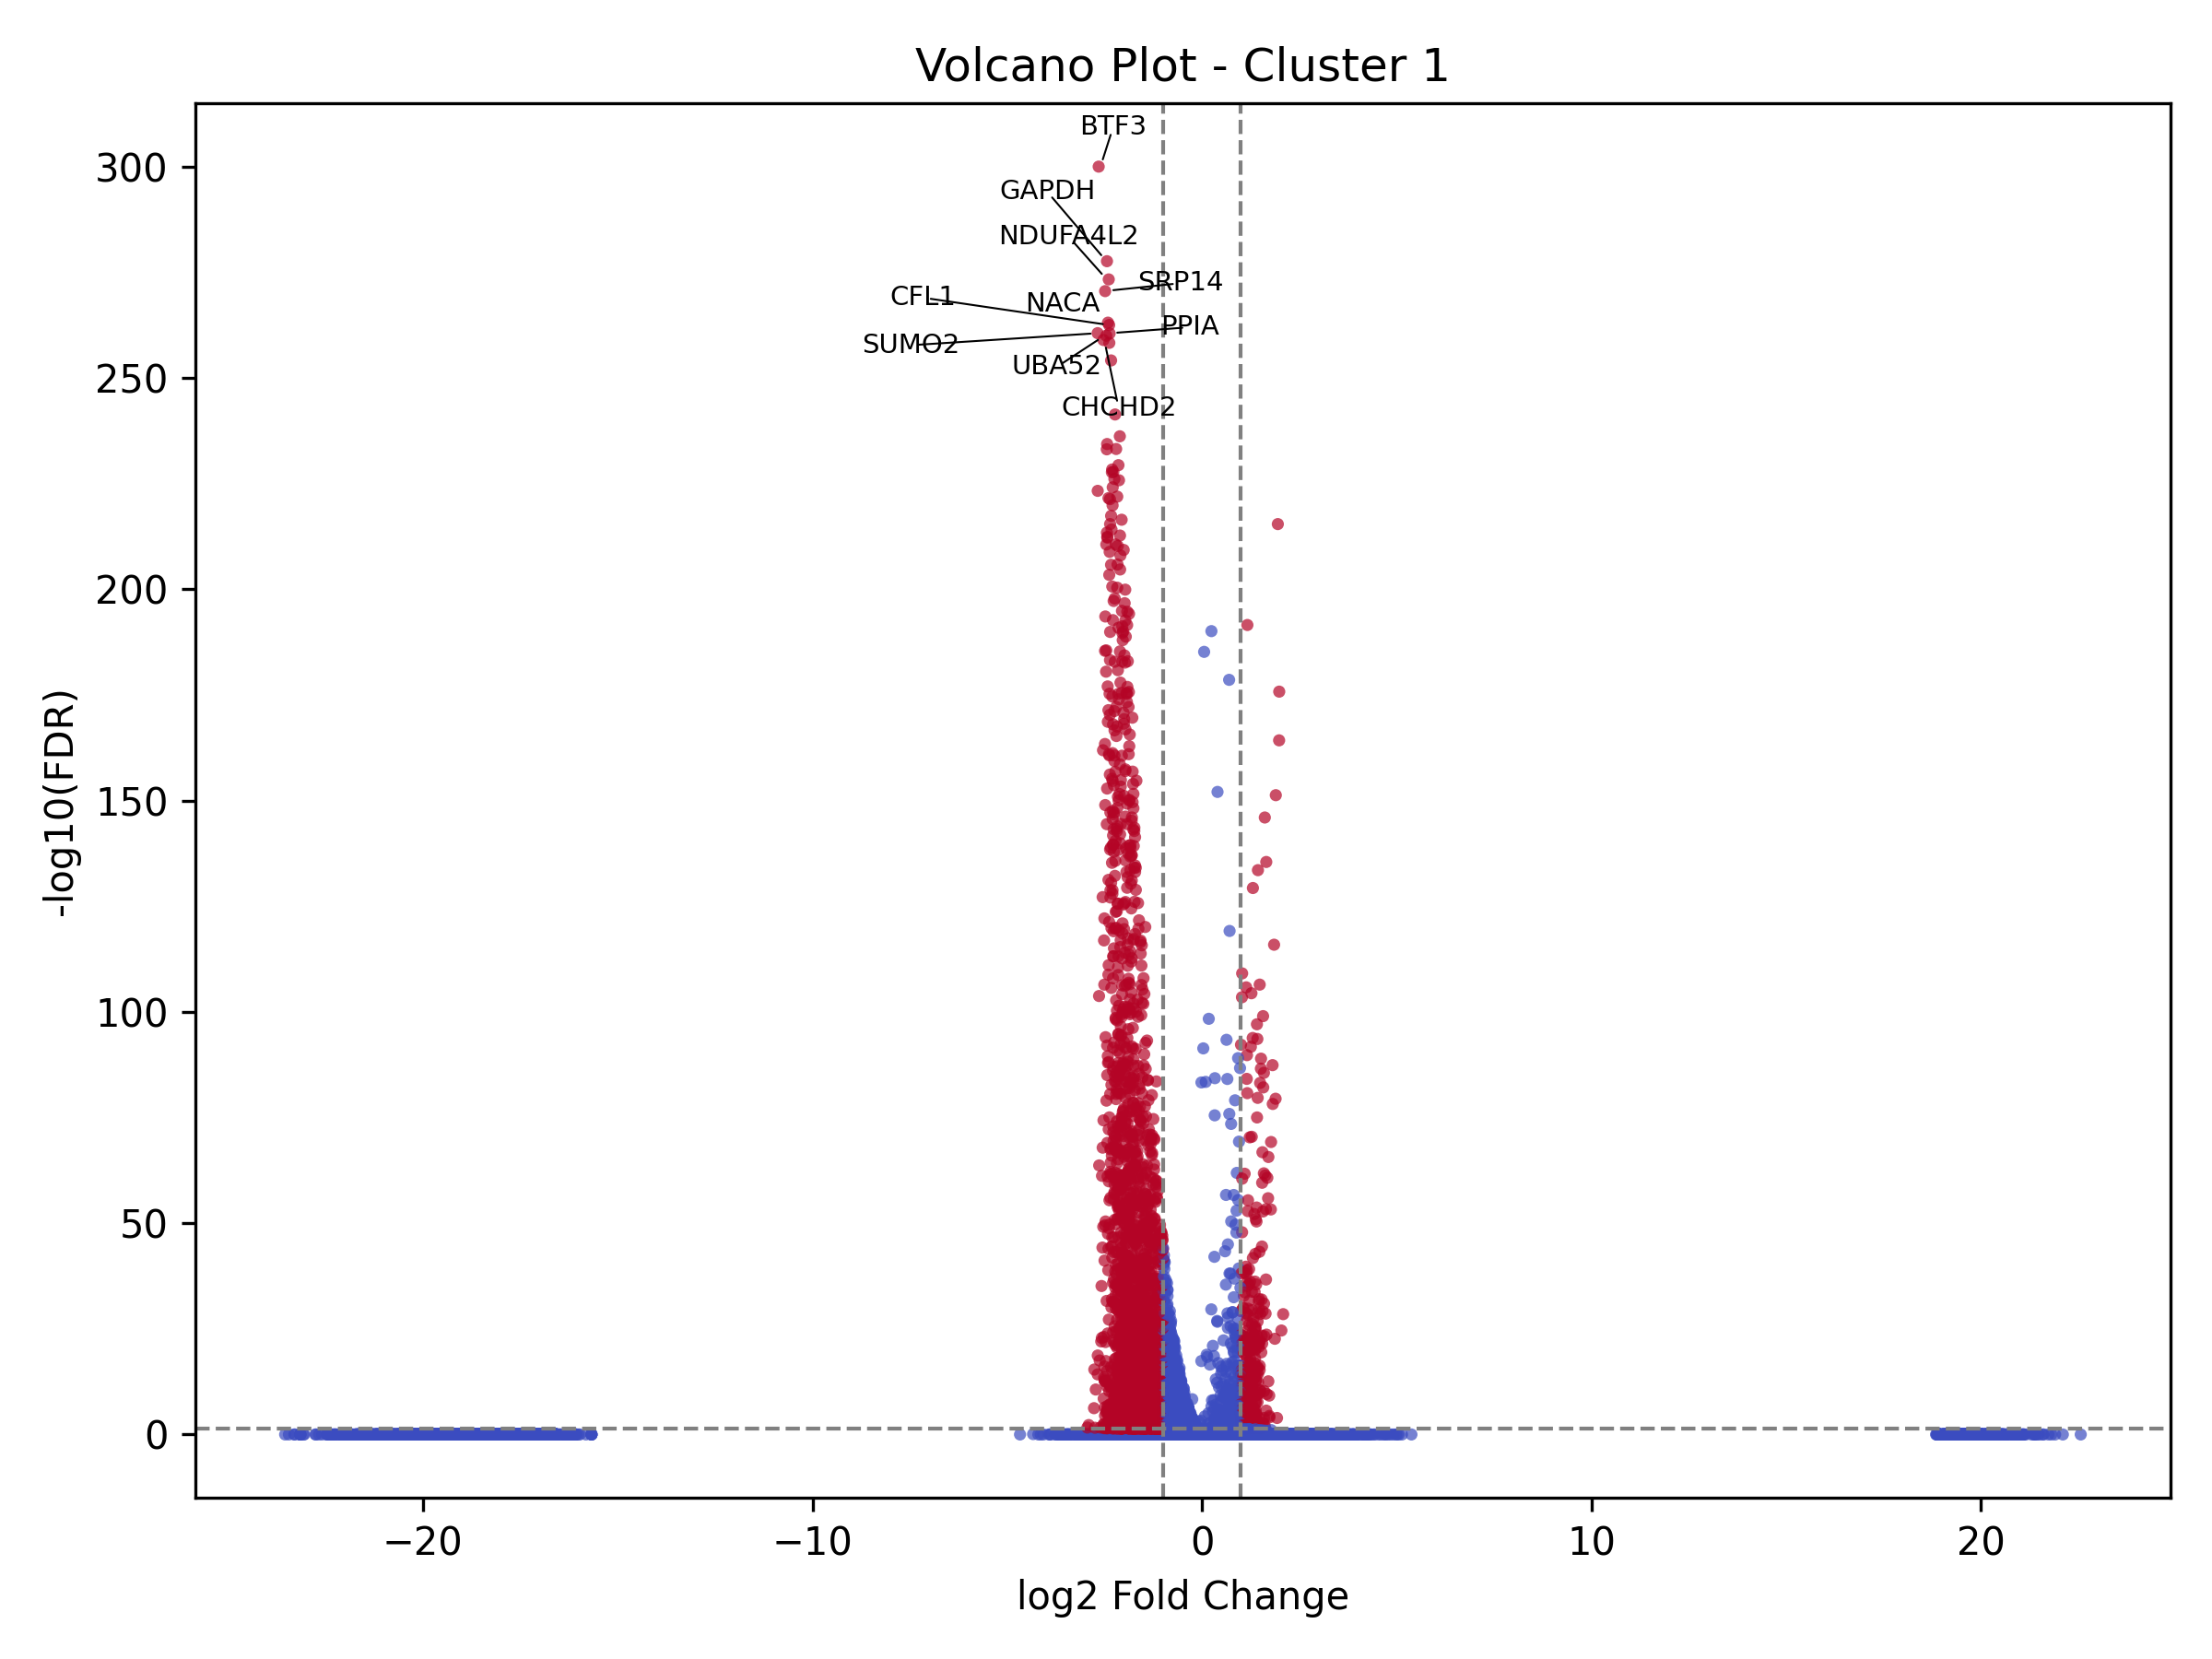 Volcano Plot - Cluster 1
BTF3
GAPDH
NDUFA4L2
SRP14
CFL1
NACA
PPIA
SUMO2
UBA52
CHCHD2
300
250
200
150
100
50
0
-log10(FDR)
−20
−10
0
10
20
log2 Fold Change